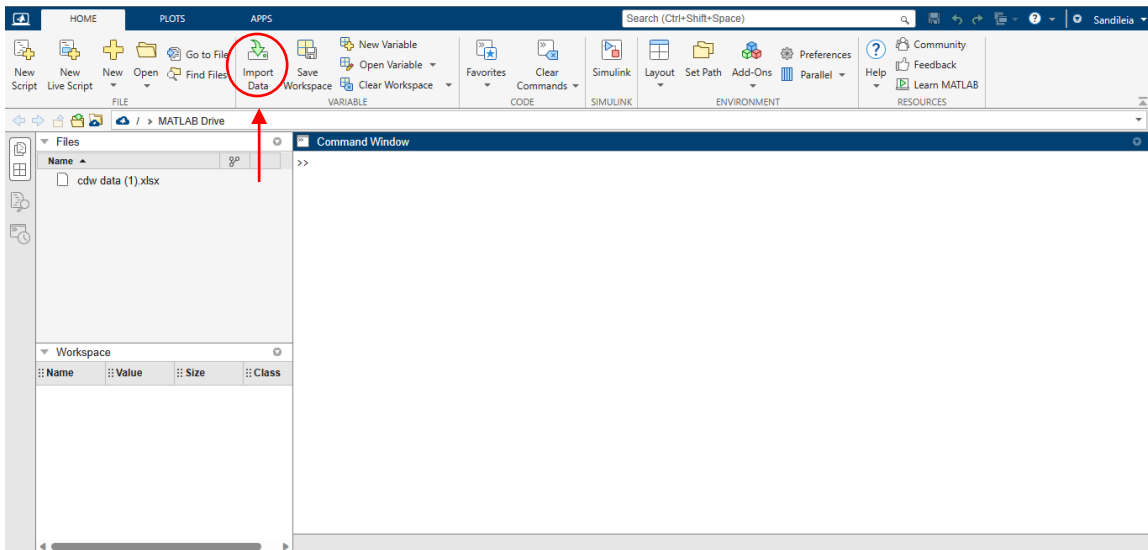 HOME PLOTS APPS
Search (Ctrl+Shift+Space)
Sandileia
New Script
New Live Script
New
Open
Go to File
Find Files
Import Data
Save Workspace
New Variable
Open Variable
Clear Workspace
Favorites
Clear Commands
Simulink
Layout
Set Path
Add-Ons
Preferences
Parallel
Help
Community
Feedback
Learn MATLAB
FILE VARIABLE CODE SIMULINK ENVIRONMENT RESOURCES
/ > MATLAB Drive
Files
Name
cdw data (1).xlsx
Workspace
Name Value Size Class
Command Window
>>